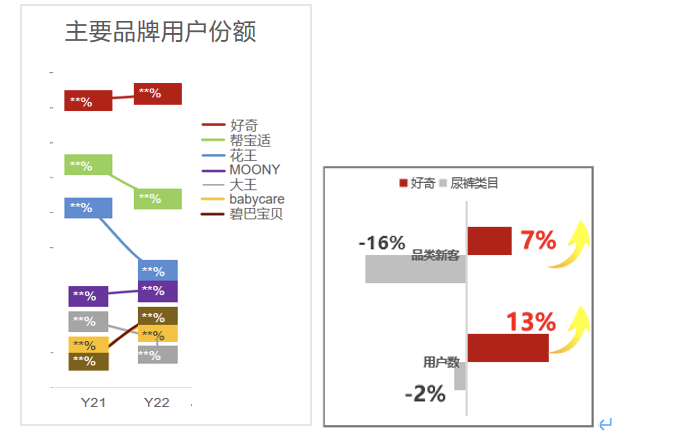 主要品牌用户份额
**% **%
**%
**%
**%
**%
**% **%
**%
**%
**% **%
**% **%
Y21 Y22
好奇
帮宝适
花王
MOONY
大王
babycare
碧巴宝贝
好奇 尿裤类目
-16% 品类新客 7%
13%
用户数
-2%